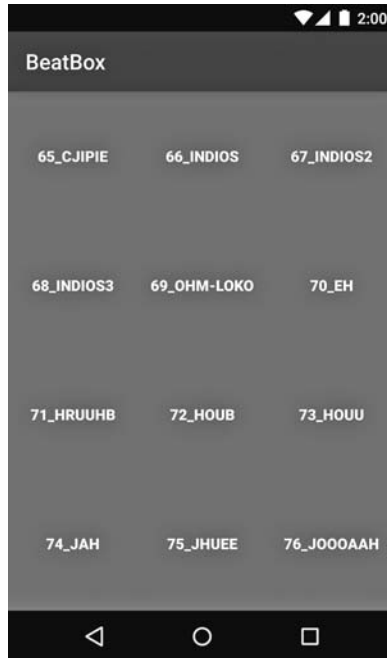 2:00
BeatBox
65_CJIPIE 66_INDIOS 67_INDIOS2
68_INDIOS3 69_OHM-LOKO 70_EH
71_HRUUHB 72_HOUB 73_HOUU
74_JAH 75_JHUEE 76_JOOOAAH